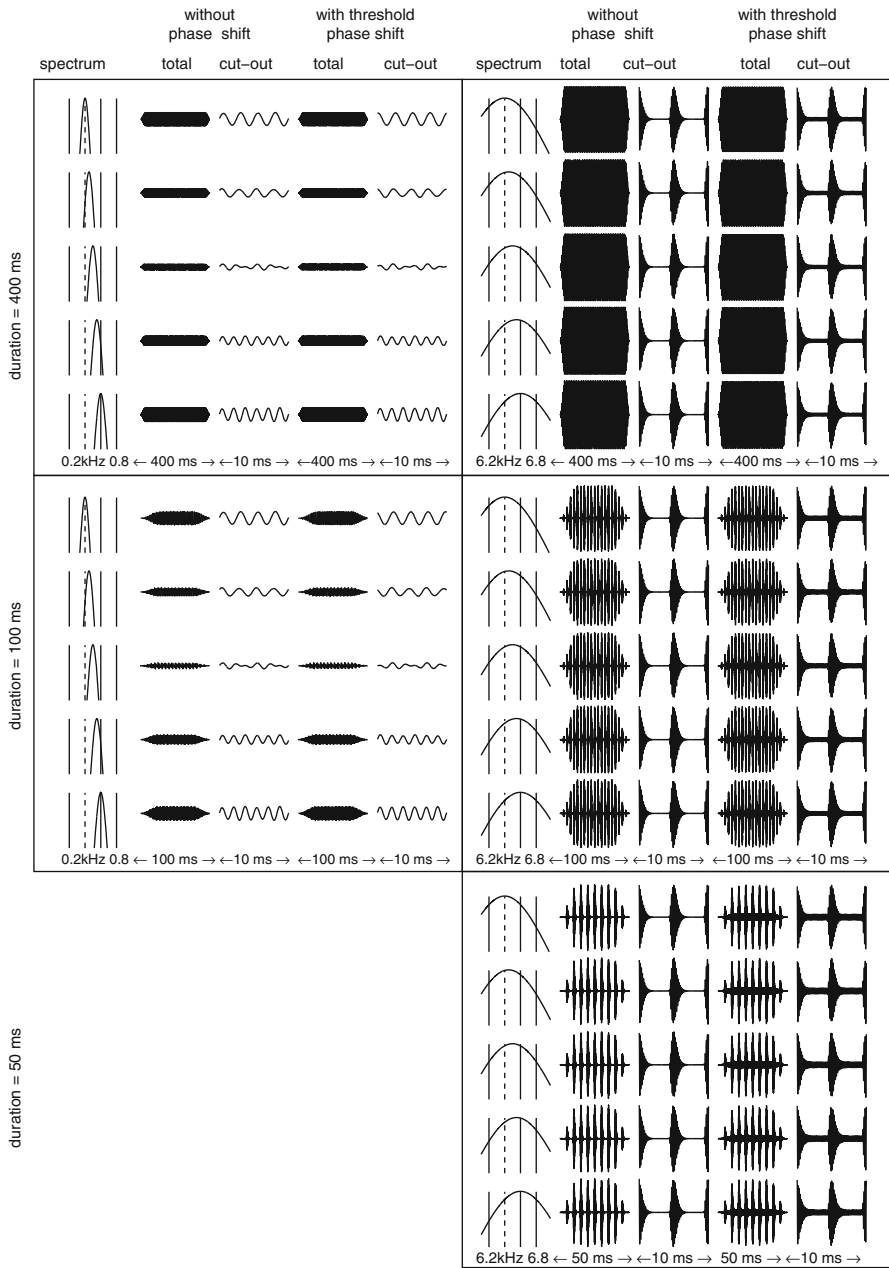 without with threshold without with threshold
phase shift phase shift phase shift phase shift
spectrum total cut−out total cut−out spectrum total cut−out total cut−out
duration = 400 ms
0.2kHz 0.8 ← 400 ms → ←10 ms→ ←400 ms→ ←10 ms→ 6.2kHz 6.8 ←400 ms→ ←10 ms→ ←400 ms→ ←10 ms→
duration = 100 ms
0.2kHz 0.8 ← 100 ms → ←10 ms→ ←100 ms→ ←10 ms→ 6.2kHz 6.8 ←100 ms→ ←10 ms→ ←100 ms→ ←10 ms→
duration = 50 ms
6.2kHz 6.8 ← 50 ms → ←10 ms→ 50 ms → ←10 ms→